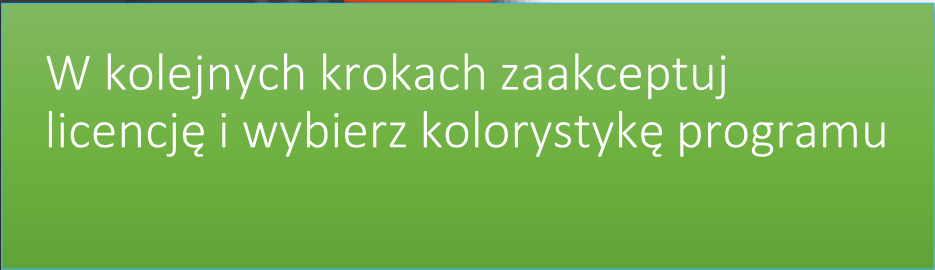 W kolejnych krokach zaakceptuj
licencję i wybierz kolorystykę programu